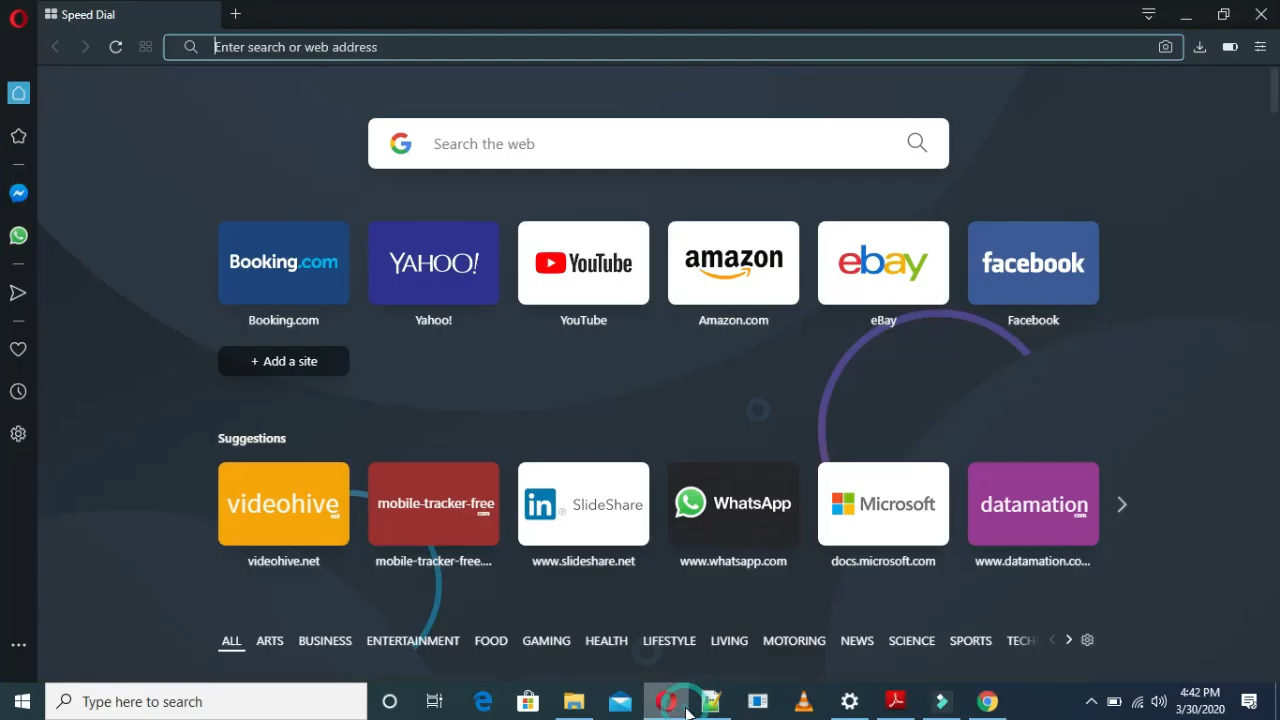 Speed Dial
Enter search or web address
Search the web
Booking.com YAHOO! YouTube amazon ebay facebook
Booking.com Yahoo! YouTube Amazon.com eBay Facebook
+ Add a site
Suggestions
videohive.net mobile-tracker-free.com in SlideShare WhatsApp Microsoft datamation.com
videohive.net mobile-tracker-free.... www.slideshare.net www.whatsapp.com docs.microsoft.com www.datamation.co...
ALL ARTS BUSINESS ENTERTAINMENT FOOD GAMING HEALTH LIFESTYLE LIVING MOTORING NEWS SCIENCE SPORTS TECH
Type here to search
4:42 PM
3/30/2020